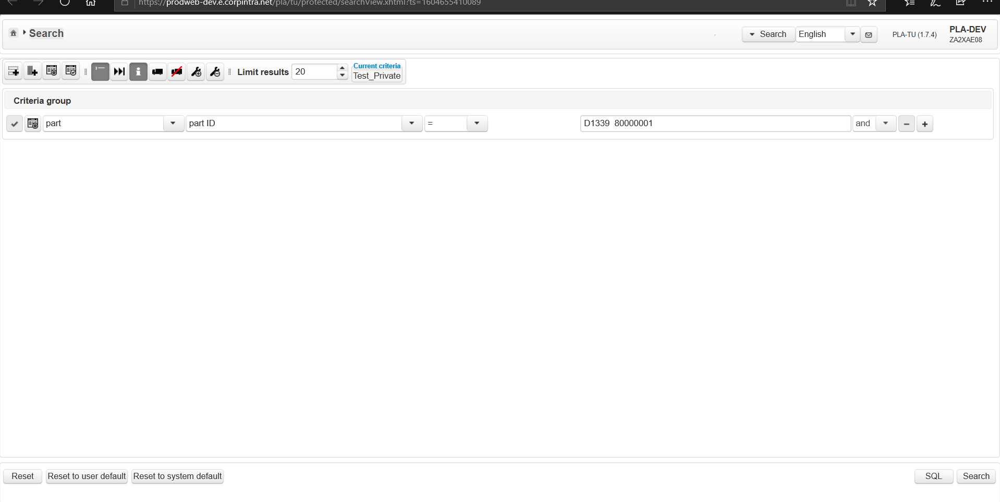 https://prodweb-dev.e.corpintra.net/pla/tu/protected/searchView.xhtml?ts=1604655410089
Search
Search
English
PLA-TU (1.7.4)
PLA-DEV
ZA2XAE08
Limit results
20
Current criteria
Test_Private
Criteria group
part
part ID
=
D1339  80000001
and
Reset
Reset to user default
Reset to system default
SQL
Search